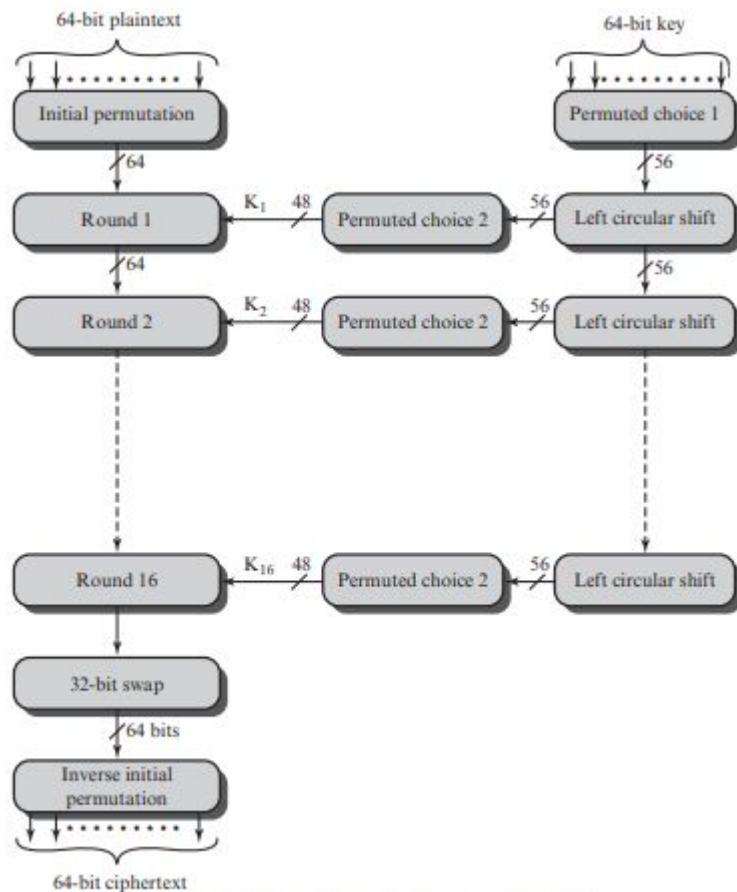 64-bit plaintext
64-bit key
Initial permutation
Permuted choice 1
64
56
K1
48
56
Round 1
Permuted choice 2
Left circular shift
64
56
K2
48
56
Round 2
Permuted choice 2
Left circular shift
K16
48
56
Round 16
Permuted choice 2
Left circular shift
32-bit swap
64 bits
Inverse initial
permutation
64-bit ciphertext